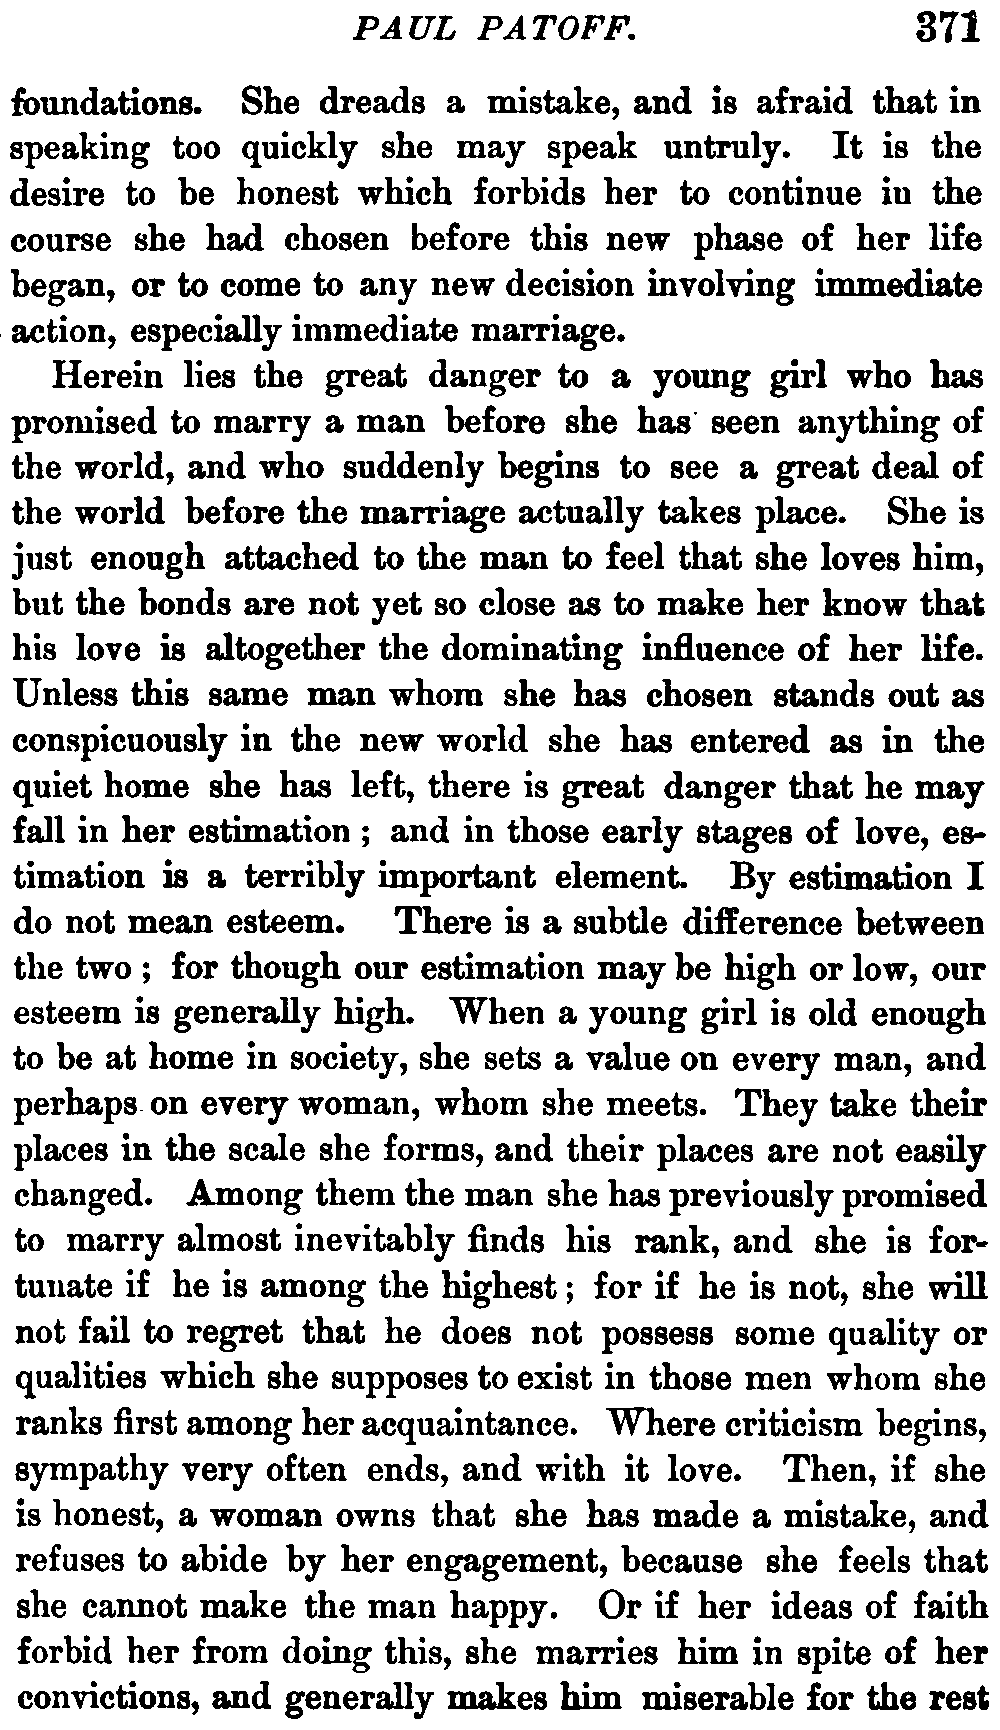 PAUL PATOFF. 371
foundations. She dreads a mistake, and is afraid that in
speaking too quickly she may speak untruly. It is the
desire to be honest which forbids her to continue in the
course she had chosen before this new phase of her life
began, or to come to any new decision involving immediate
action, especially immediate marriage.
Herein lies the great danger to a young girl who has
promised to marry a man before she has seen anything of
the world, and who suddenly begins to see a great deal of
the world before the marriage actually takes place. She is
just enough attached to the man to feel that she loves him,
but the bonds are not yet so close as to make her know that
his love is altogether the dominating influence of her life.
Unless this same man whom she has chosen stands out as
conspicuously in the new world she has entered as in the
quiet home she has left, there is great danger that he may
fall in her estimation ; and in those early stages of love, es-
timation is a terribly important element. By estimation I
do not mean esteem. There is a subtle difference between
the two ; for though our estimation may be high or low, our
esteem is generally high. When a young girl is old enough
to be at home in society, she sets a value on every man, and
perhaps on every woman, whom she meets. They take their
places in the scale she forms, and their places are not easily
changed. Among them the man she has previously promised
to marry almost inevitably finds his rank, and she is for-
tunate if he is among the highest ; for if he is not, she will
not fail to regret that he does not possess some quality or
qualities which she supposes to exist in those men whom she
ranks first among her acquaintance. Where criticism begins,
sympathy very often ends, and with it love. Then, if she
is honest, a woman owns that she has made a mistake, and
refuses to abide by her engagement, because she feels that
she cannot make the man happy. Or if her ideas of faith
forbid her from doing this, she marries him in spite of her
convictions, and generally makes him miserable for the rest